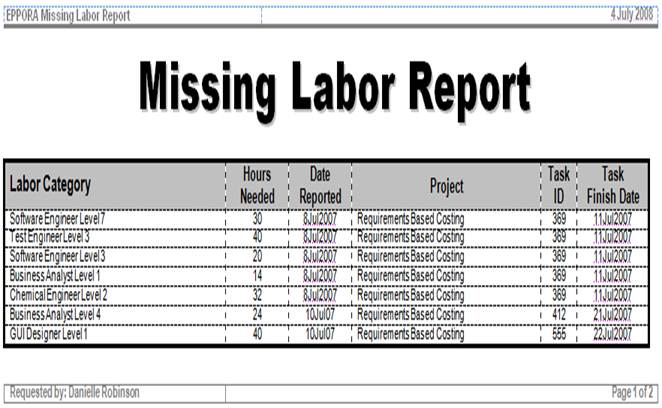 EPPORA Missing Labor Report 4 July 2008
Missing Labor Report
Labor Category Hours Needed Date Reported Project Task ID Task Finish Date
Software Engineer Level 7 30 8Jul2007 Requirements Based Costing 369 11Jul2007
Test Engineer Level 3 40 8Jul2007 Requirements Based Costing 369 11Jul2007
Software Engineer Level 3 20 8Jul2007 Requirements Based Costing 369 11Jul2007
Business Analyst Level 1 14 8Jul2007 Requirements Based Costing 369 11Jul2007
Chemical Engineer Level 2 32 8Jul2007 Requirements Based Costing 369 11Jul2007
Business Analyst Level 4 24 10Jul07 Requirements Based Costing 412 21Jul2007
GUI Designer Level 1 40 10Jul07 Requirements Based Costing 555 22Jul2007
Requested by: Danielle Robinson Page 1 of 2